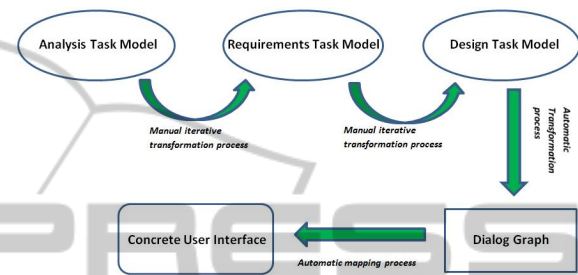 Analysis Task Model
Requirements Task Model
Design Task Model
Manual iterative
transformation process
Manual iterative
transformation process
Automatic
Transformation
process
Concrete User Interface
Dialog Graph
Automatic mapping process
PRESS